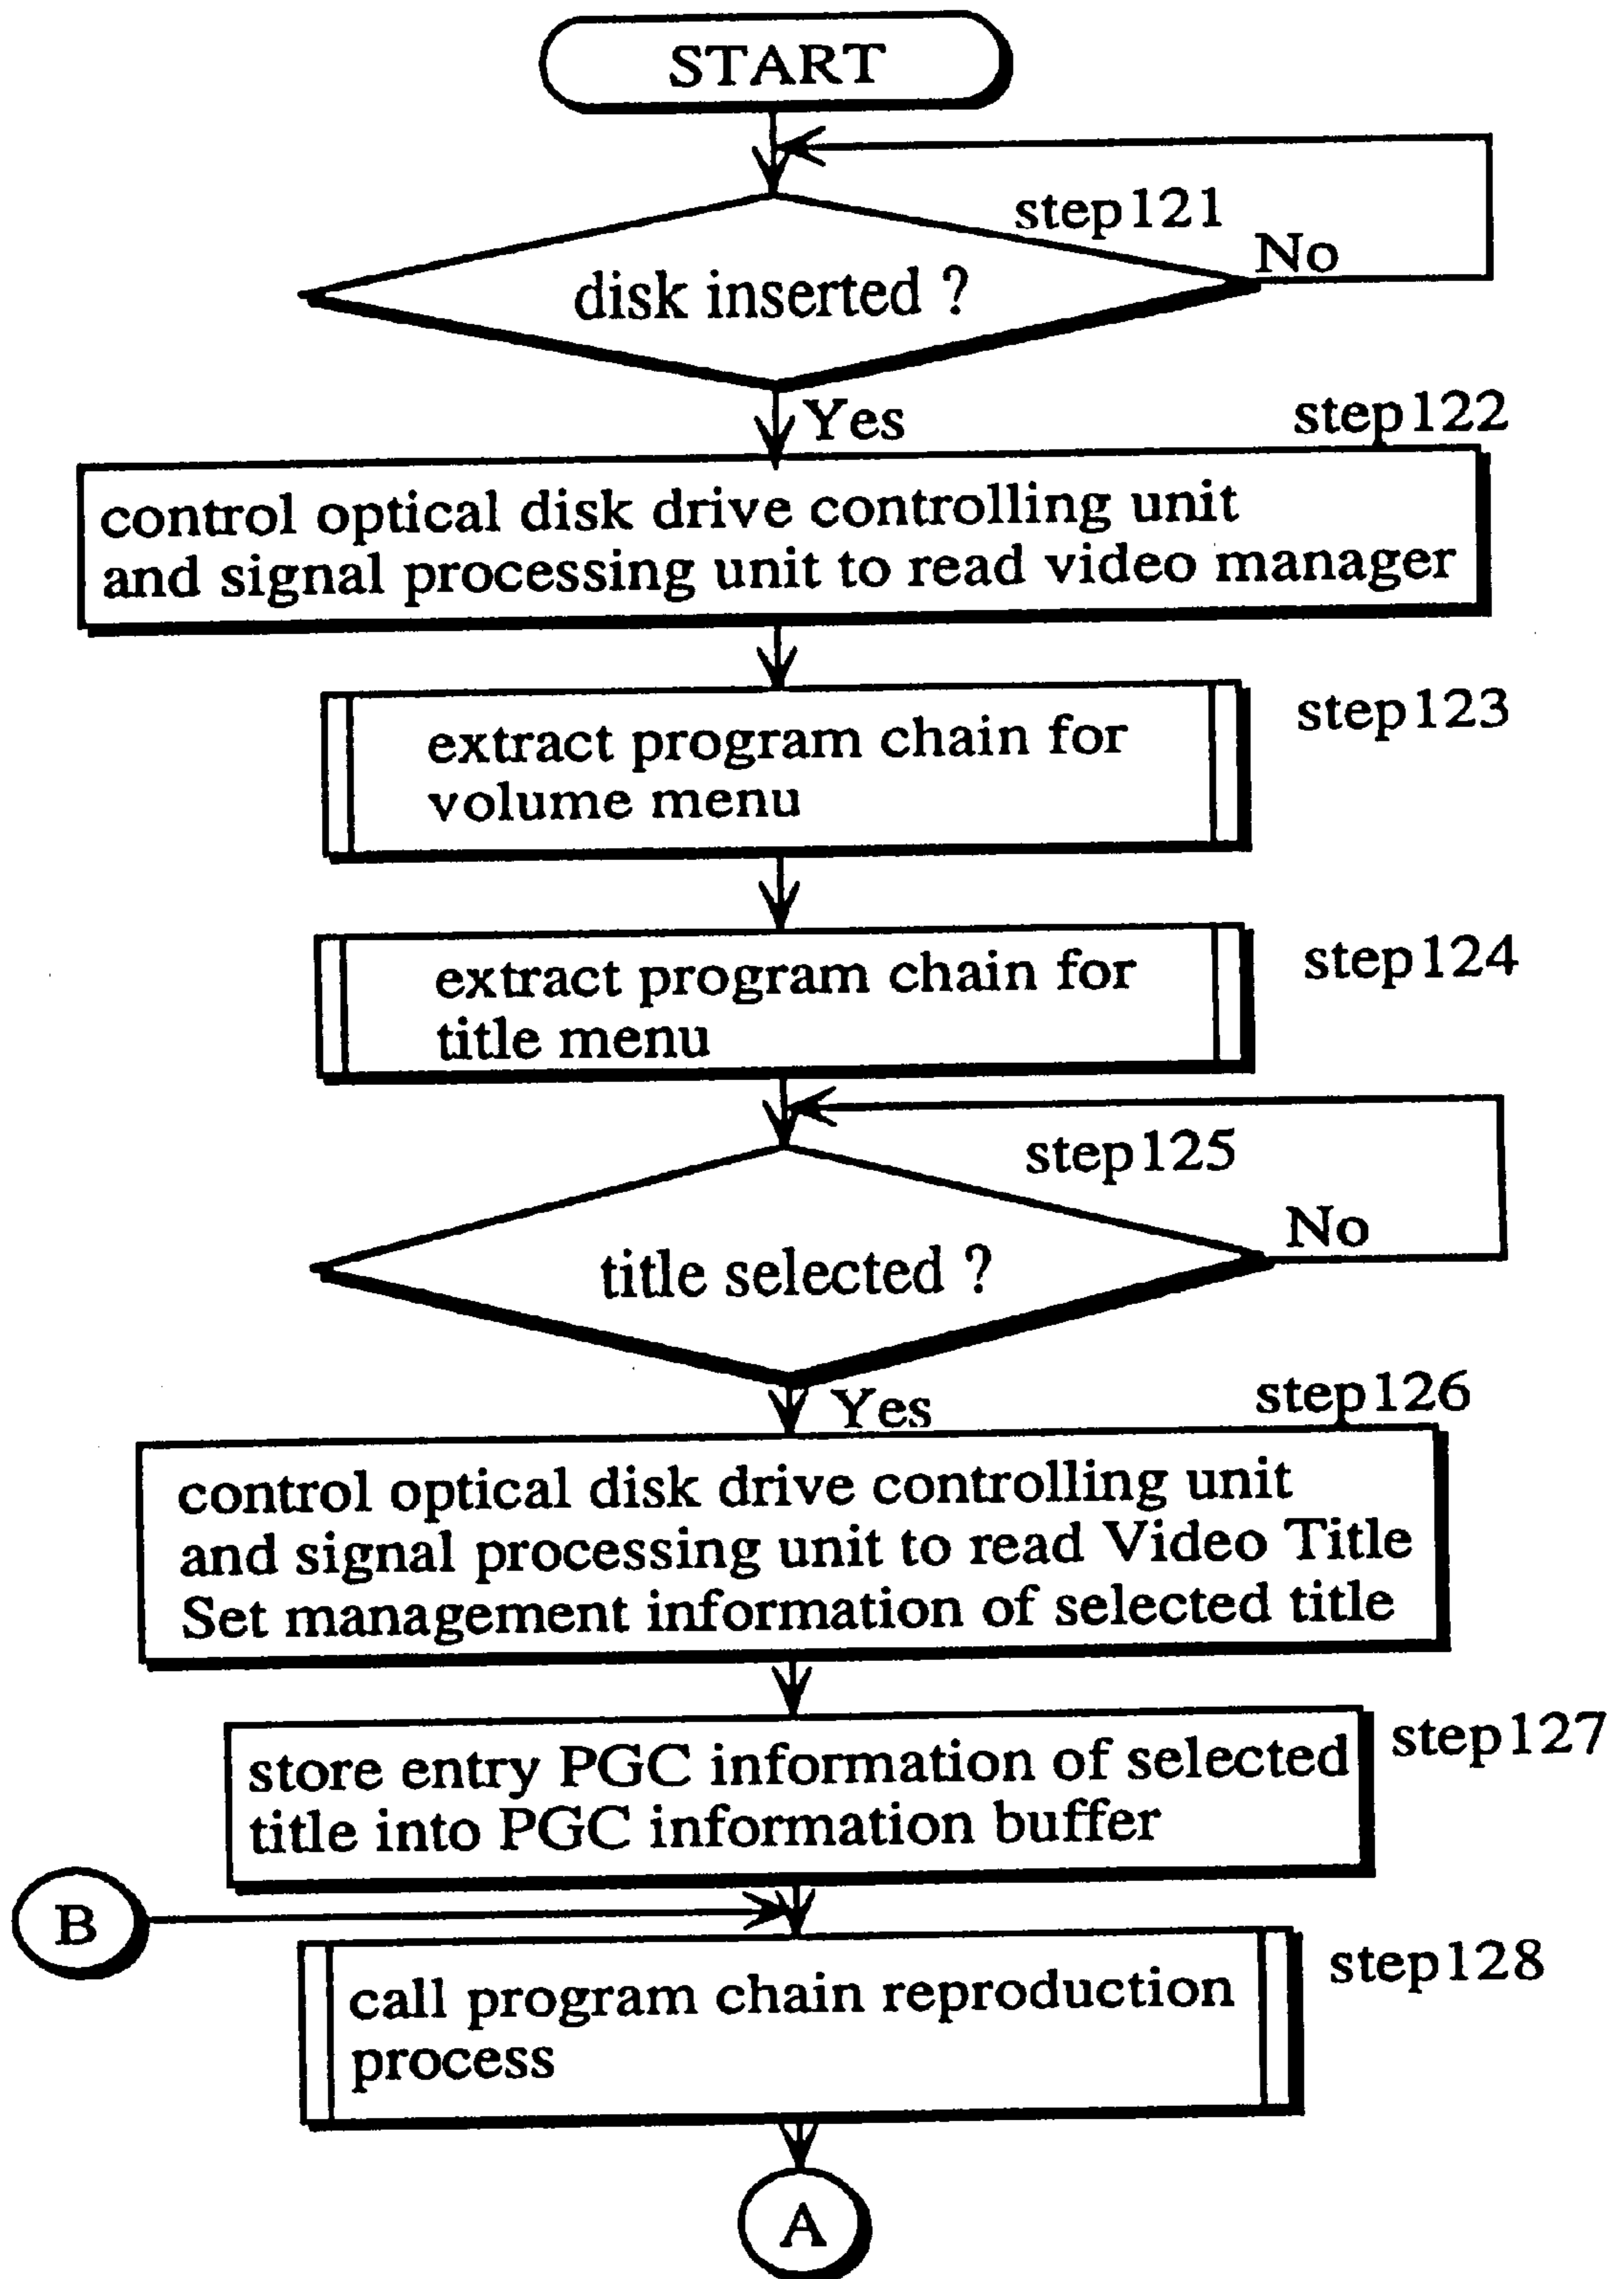 START
step121
No
disk inserted ?
Yes
step122
control optical disk drive controlling unit
and signal processing unit to read video manager
step123
extract program chain for
volume menu
step124
extract program chain for
title menu
step125
No
title selected ?
Yes
step126
control optical disk drive controlling unit
and signal processing unit to read Video Title
Set management information of selected title
step127
store entry PGC information of selected
title into PGC information buffer
B
step128
call program chain reproduction
process
A